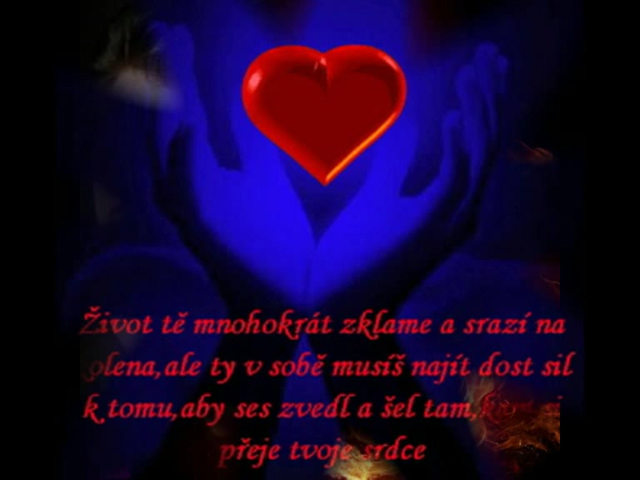 Život tě mnohokrát zklame a srazí na
olena,ale ty v sobě musíš najít dost sil
k tomu,aby ses zvedl a šel tam,
přeje tvoje srdce